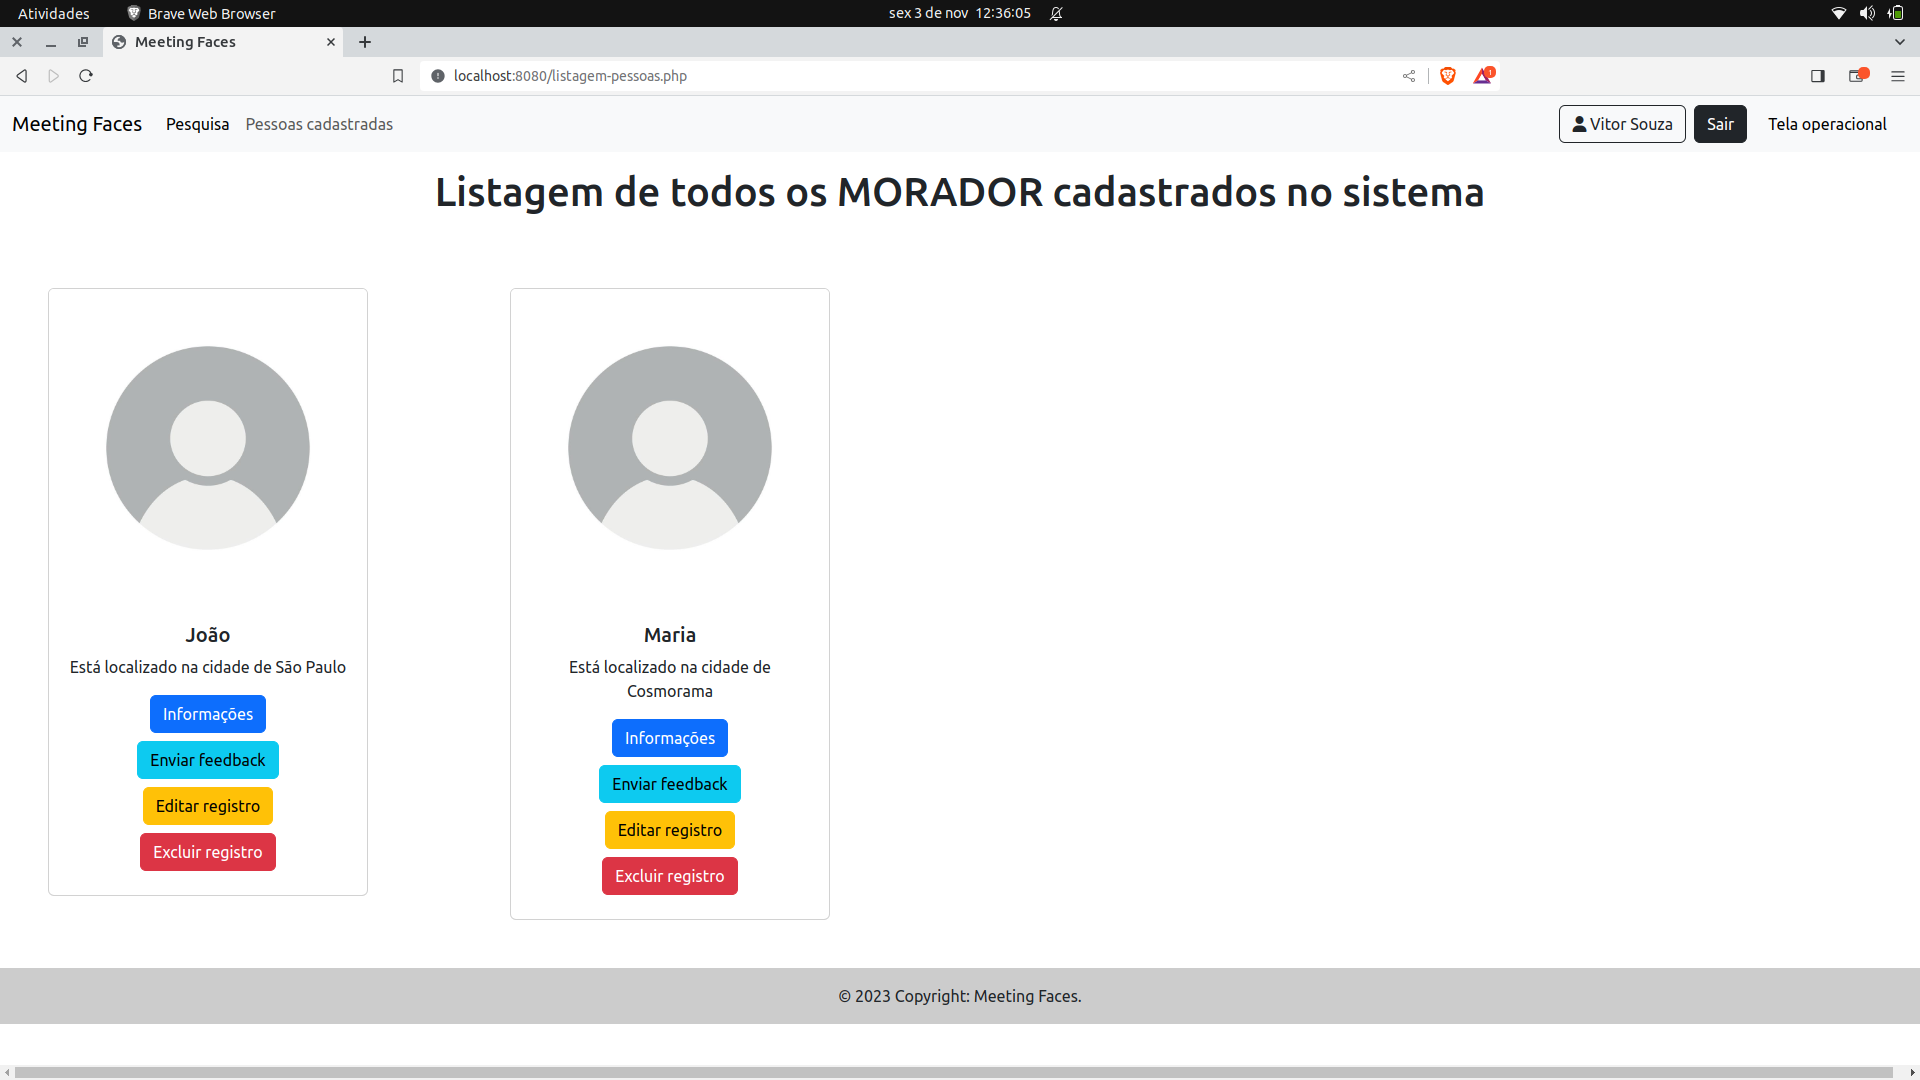 Atividades Brave Web Browser sex 3 de nov 12:36:05
Meeting Faces
localhost:8080/listagem-pessoas.php 1
Meeting Faces Pesquisa Pessoas cadastradas Vitor Souza Sair Tela operacional
Listagem de todos os MORADOR cadastrados no sistema
João
Está localizado na cidade de São Paulo
Informações
Enviar feedback
Editar registro
Excluir registro
Maria
Está localizado na cidade de
Cosmorama
Informações
Enviar feedback
Editar registro
Excluir registro
© 2023 Copyright: Meeting Faces.